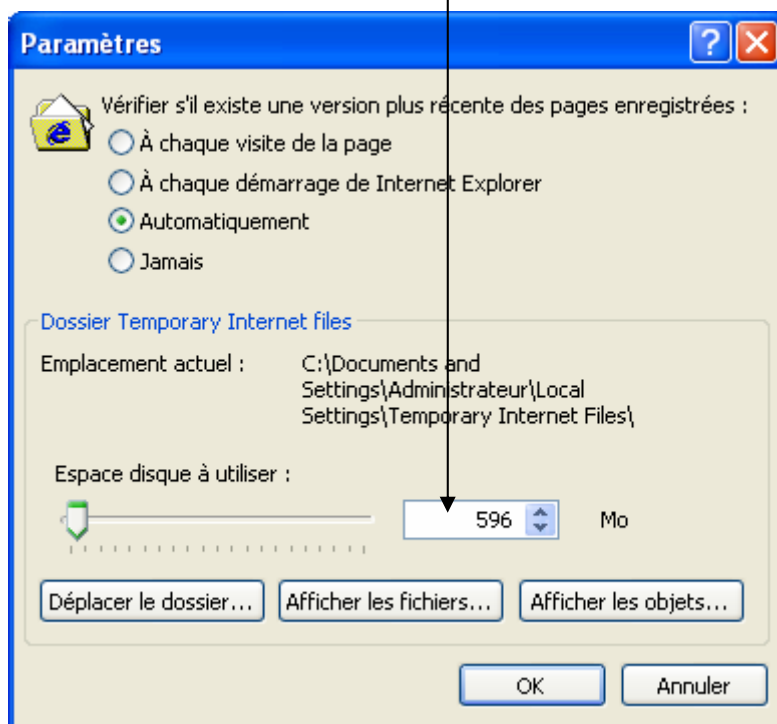 Paramètres
Vérifier s'il existe une version plus récente des pages enregistrées :
À chaque visite de la page
À chaque démarrage de Internet Explorer
Automatiquement
Jamais
Dossier Temporary Internet files
Emplacement actuel : C:\Documents and
Settings\Administrateur\Local
Settings\Temporary Internet Files\
Espace disque à utiliser :
596 Mo
Déplacer le dossier... Afficher les fichiers... Afficher les objets...
OK Annuler